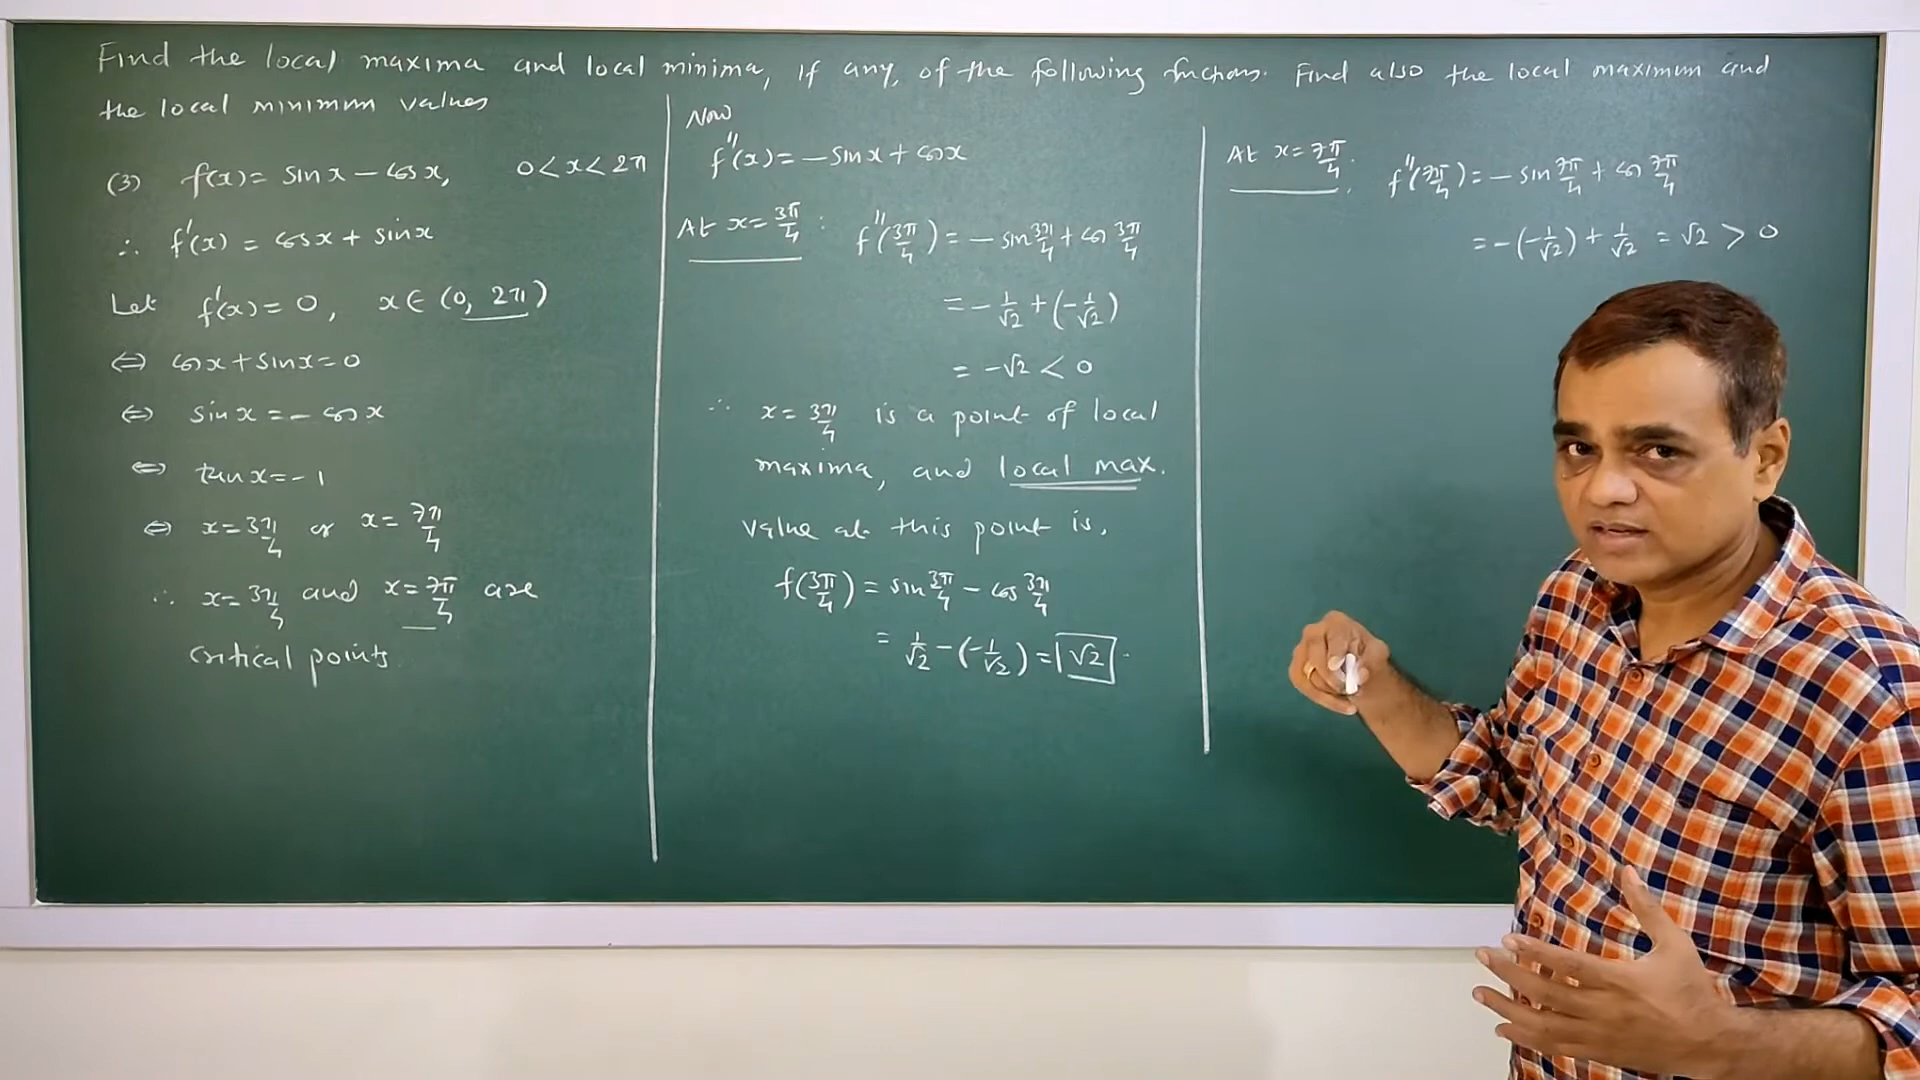 Find the local maxima and local minima, if any, of the following functions. Find also the local maximum and
the local minimum values
(3) f(x) = sin x − cos x, 0 < x < 2π
∴ f'(x) = cos x + sin x
Let f'(x) = 0, x ∈ (0, 2π)
⇔ cos x + sin x = 0
⇔ sin x = − cos x
⇔ tan x = −1
⇔ x = 3π/4 or x = 7π/4
∴ x = 3π/4 and x = 7π/4 are
critical points.
Now
f''(x) = − sin x + cos x
At x = 3π/4 : f''(3π/4) = − sin 3π/4 + cos 3π/4
= − 1/√2 + (− 1/√2)
= −√2 < 0
∴ x = 3π/4 is a point of local
maxima, and local max.
value at this point is,
f(3π/4) = sin 3π/4 − cos 3π/4
= 1/√2 − (− 1/√2) = √2.
At x = 7π/4. f''(7π/4) = − sin 7π/4 + cos 7π/4
= − (− 1/√2) + 1/√2 = √2 > 0